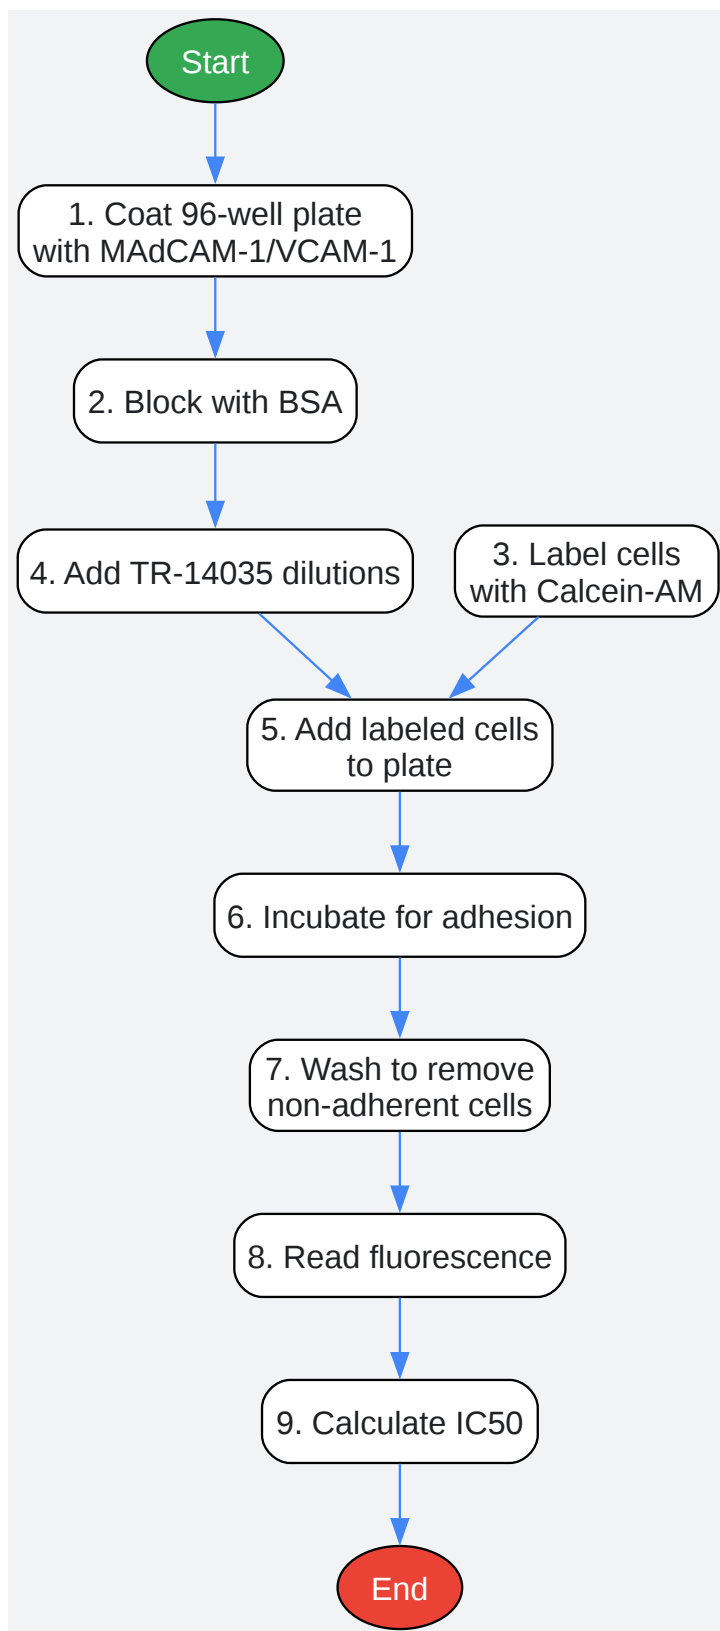 Start
1. Coat 96-well plate
with MAdCAM-1/VCAM-1
2. Block with BSA
4. Add TR-14035 dilutions
3. Label cells
with Calcein-AM
5. Add labeled cells
to plate
6. Incubate for adhesion
7. Wash to remove
non-adherent cells
8. Read fluorescence
9. Calculate IC50
End